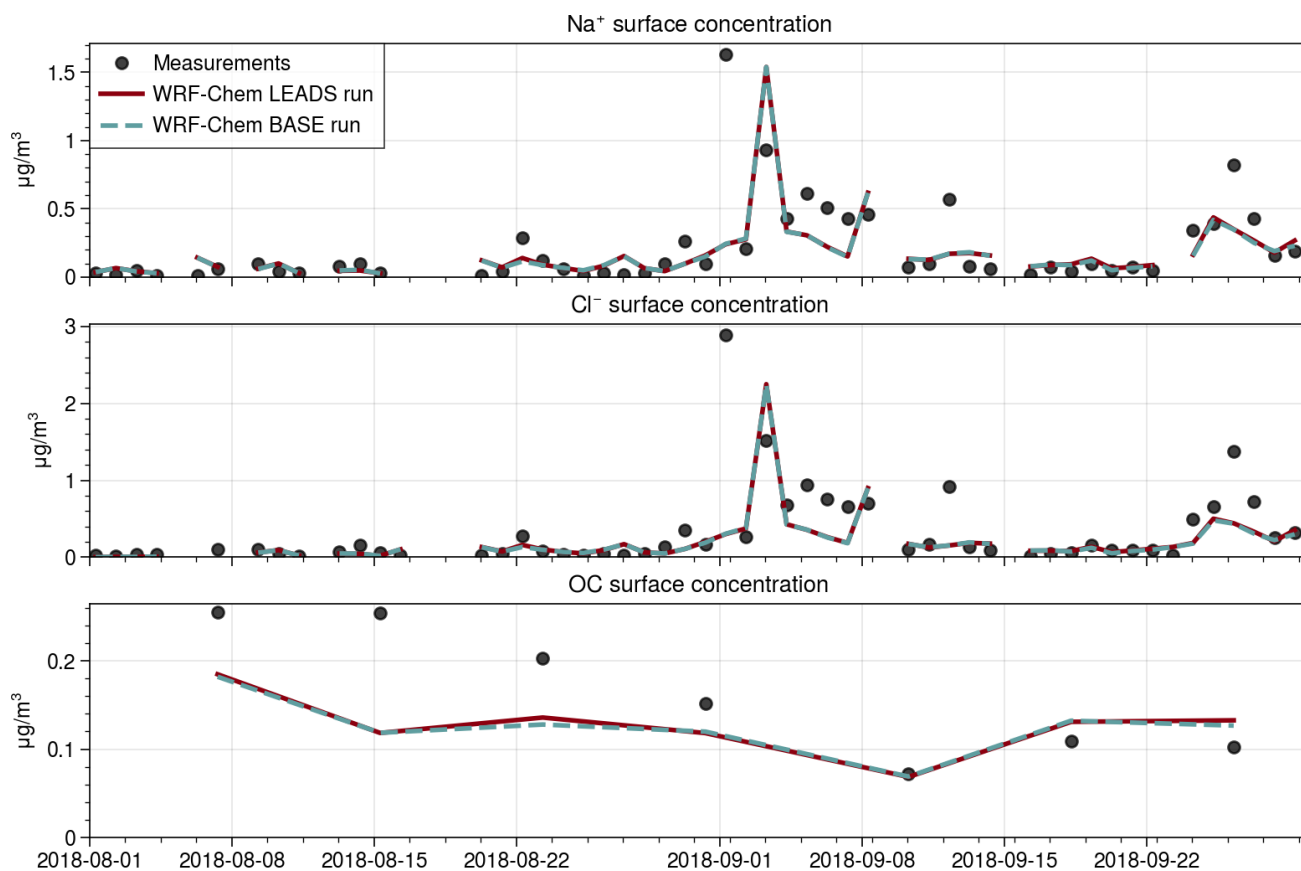 Na⁺ surface concentration
µg/m³
1.5
1
0.5
0
Measurements
WRF-Chem LEADS run
WRF-Chem BASE run
Cl⁻ surface concentration
µg/m³
3
2
1
0
OC surface concentration
µg/m³
0.2
0.1
0
2018-08-01 2018-08-08 2018-08-15 2018-08-22 2018-09-01 2018-09-08 2018-09-15 2018-09-22